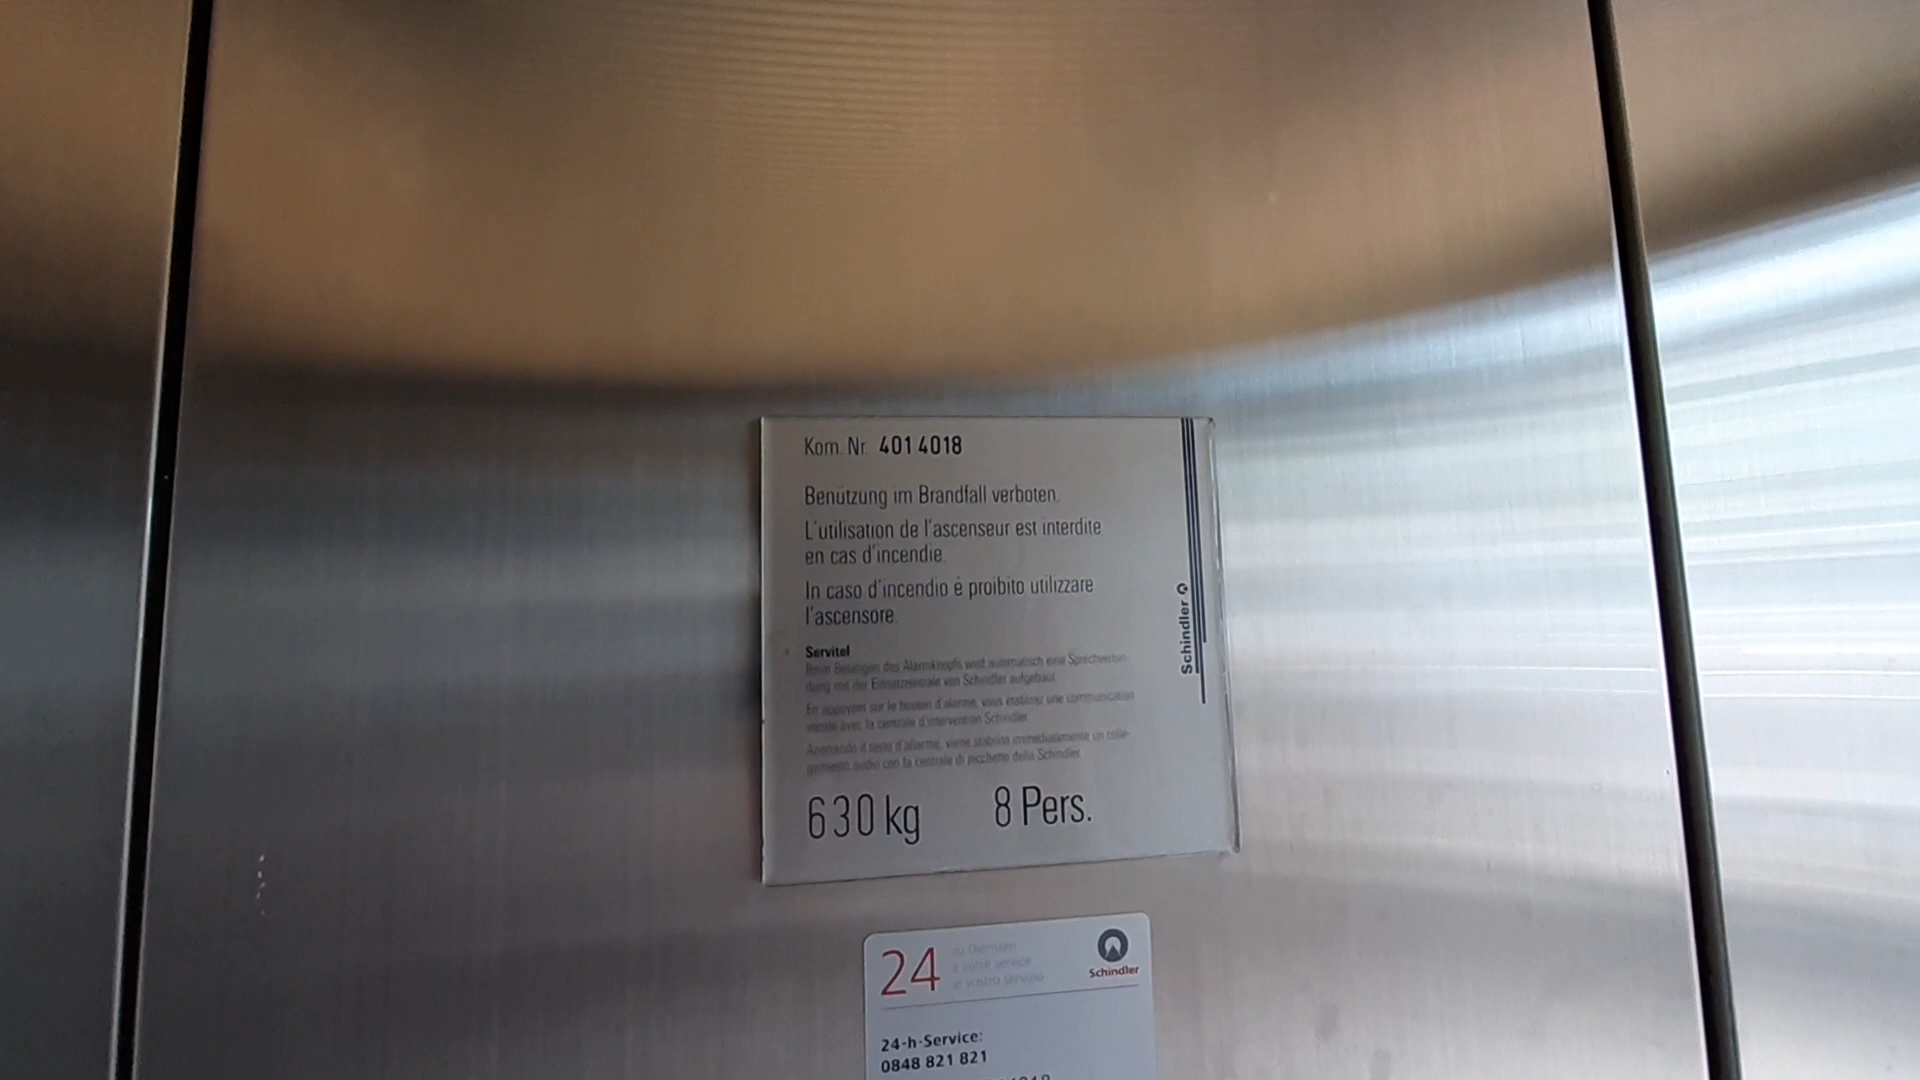 Kom. Nr. 401 4018
Benutzung im Brandfall verboten.
L'utilisation de l'ascenseur est interdite
en cas d'incendie.
In caso d'incendio é proibito utilizzare
l'ascensore.
Servitel
Beim Betätigen des Alarmknopfs wird automatisch eine Sprechverbin-
dung mit der Einsatzzentrale von Schindler aufgebaut.
En appuyant sur le bouton d'alarme, vous établirez une communication
vocale avec la centrale d'intervention Schindler
Azionando il tasto d'allarme, viene stabilito immediatamente un colle-
gamento audio con la centrale di picchetto della Schindler
630 kg 8 Pers.
Schindler
24
zu Diensten
à votre service
al vostro servizio
Schindler
24-h-Service:
0848 821 821